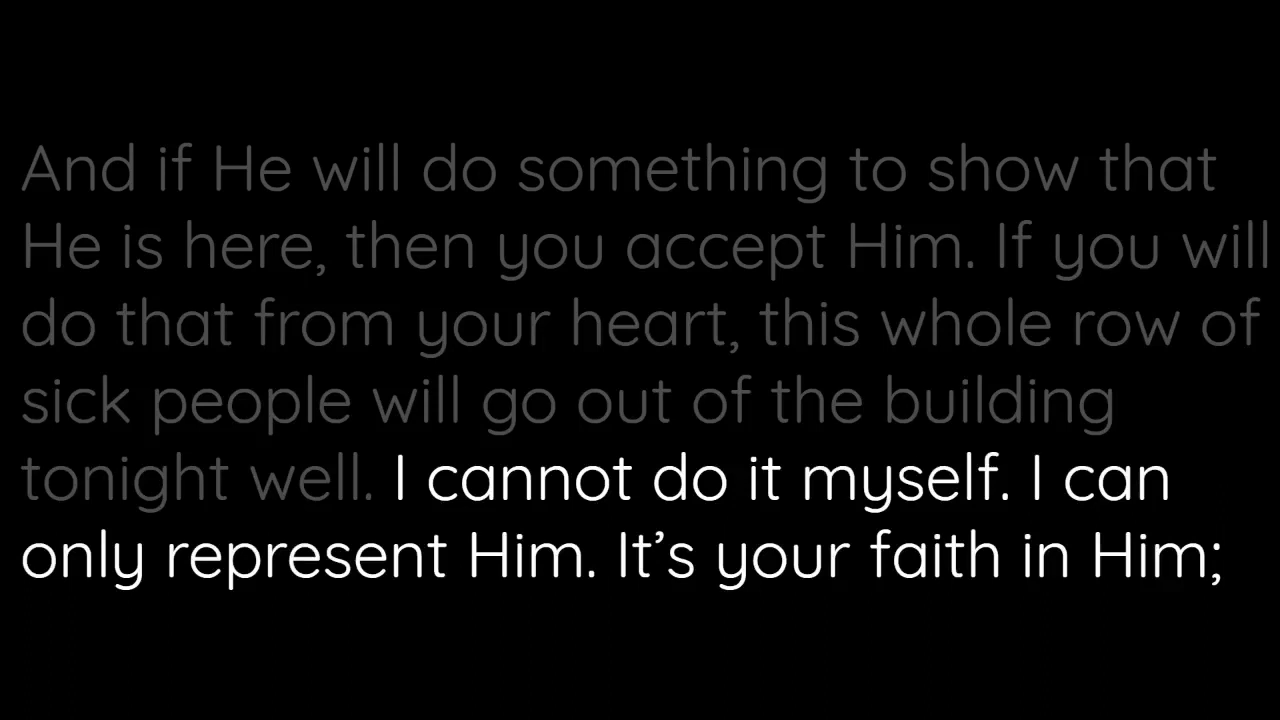 And if He will do something to show that
He is here, then you accept Him. If you will
do that from your heart, this whole row of
sick people will go out of the building
tonight well. I cannot do it myself. I can
only represent Him. It’s your faith in Him;